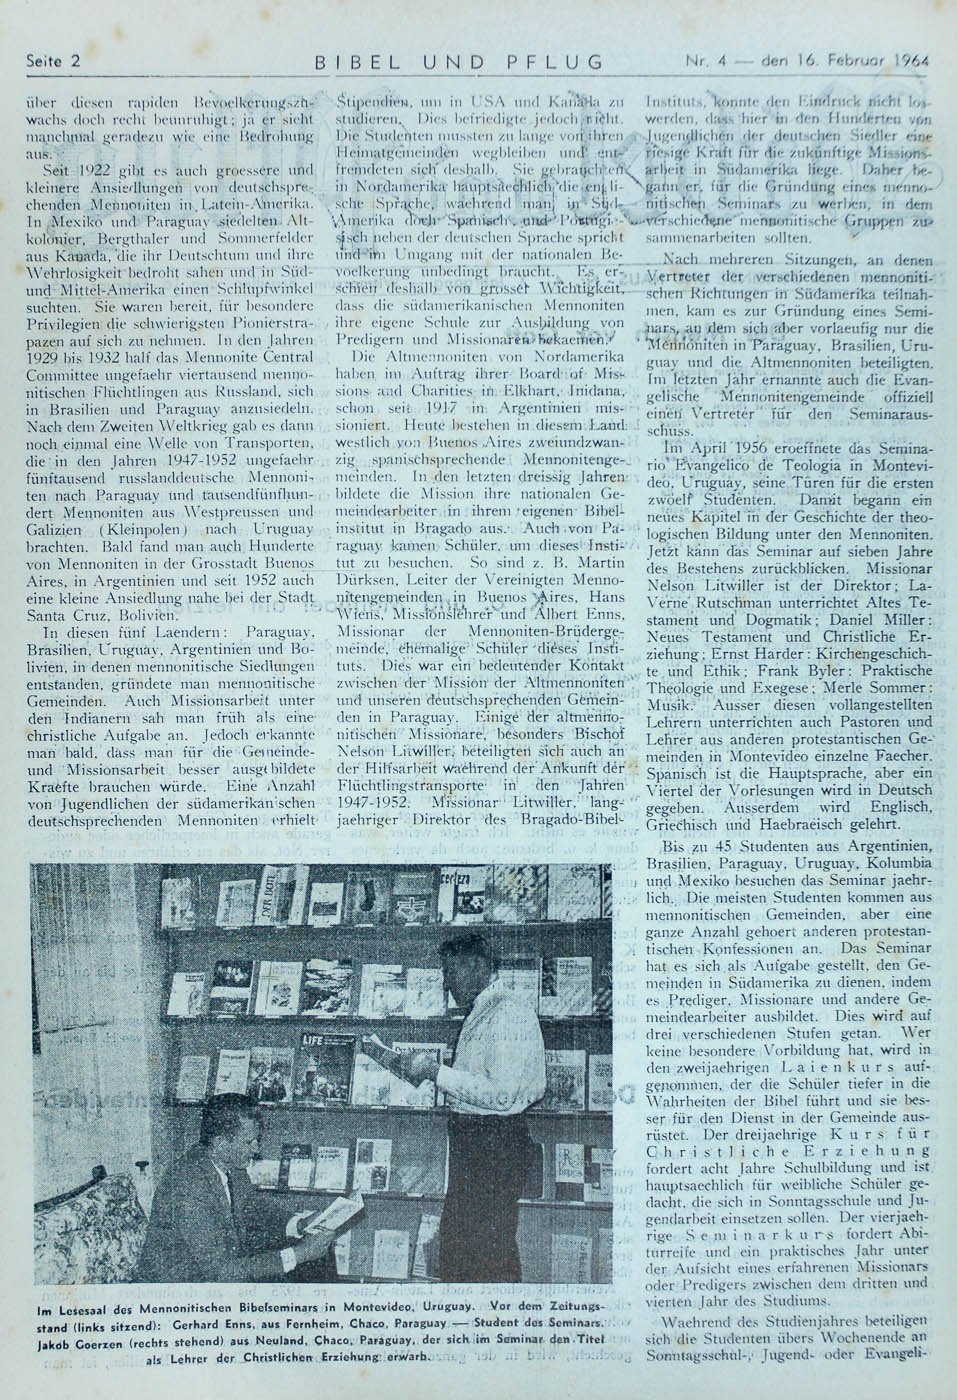 Seite 2
BIBEL UND PFLUG
Nr. 4 — den 16. Februar 1964
über diesen rapiden Bevoelkerungszu-
wachs doch recht beunruhigt; ja er sieht
manchmal geradezu wie eine Bedrohung
aus.
Seit 1922 gibt es auch groessere und
kleinere Ansiedlungen von deutschspre-
chenden Mennoniten in Latein-Amerika.
In Mexiko und Paraguay siedelten Alt-
kolonier, Bergthaler und Sommerfelder
aus Kanada, die ihr Deutschtum und ihre
Wehrlosigkeit bedroht sahen und in Süd-
und Mittel-Amerika einen Schlupfwinkel
suchten. Sie waren bereit, für besondere
Privilegien die schwierigsten Pionierstra-
pazen auf sich zu nehmen. In den Jahren
1929 bis 1932 half das Mennonite Central
Committee ungefaehr viertausend menno-
nitischen Flüchtlingen aus Russland, sich
in Brasilien und Paraguay anzusiedeln.
Nach dem Zweiten Weltkrieg gab es dann
noch einmal eine Welle von Transporten,
die in den Jahren 1947-1952 ungefaehr
fünftausend russlanddeutsche Mennoni-
ten nach Paraguay und tausendfünfhun-
dert Mennoniten aus Westpreussen und
Galizien (Kleinpolen) nach Uruguay
brachten. Bald fand man auch Hunderte
von Mennoniten in der Grosstadt Buenos
Aires, in Argentinien und seit 1952 auch
eine kleine Ansiedlung nahe bei der Stadt
Santa Cruz, Bolivien.
In diesen fünf Laendern: Paraguay,
Brasilien, Uruguay, Argentinien und Bo-
livien, in denen mennonitische Siedlungen
entstanden, gründete man mennonitische
Gemeinden. Auch Missionsarbeit unter
den Indianern sah man früh als eine
christliche Aufgabe an. Jedoch erkannte
man bald, dass man für die Gemeinde-
und Missionsarbeit besser ausgebildete
Kraefte brauchen würde. Eine Anzahl
von Jugendlichen der südamerikan'schen
deutschsprechenden Mennoniten erhielt
Stipendien, um in USA und Kanada zu
studieren. Dies befriedigte jedoch nicht.
Die Studenten mussten zu lange von ihren
Heimatgemeinden wegbleiben und ent-
fremdeten sich deshalb. Sie gebrauchten
in Nordamerika hauptsaechlich die engli-
sche Sprache, waehrend man in Süd-
Amerika doch Spanisch und Portugi-
sisch neben der deutschen Sprache spricht
und im Umgang mit der nationalen Be-
voelkerung unbedingt braucht. Es er-
schien deshalb von grosser Wichtigkeit,
dass die südamerikanischen Mennoniten
ihre eigene Schule zur Ausbildung von
Predigern und Missionaren bekaemen.
Die Altmennoniten von Nordamerika
haben im Auftrag ihrer Board of Mis-
sions and Charities in Elkhart, Inidana,
schon seit 1917 in Argentinien mis-
sioniert. Heute bestehen in diesem Land
westlich von Buenos Aires zweiundzwan-
zig spanischsprechende Mennonitenge-
meinden. In den letzten dreissig Jahren
bildete die Mission ihre nationalen Ge-
meindearbeiter in ihrem eigenen Bibel-
institut in Bragado aus. Auch von Pa-
raguay kamen Schüler, um dieses Insti-
tut zu besuchen. So sind z. B. Martin
Dürksen, Leiter der Vereinigten Menno-
nitengemeinden in Buenos Aires, Hans
Wiens, Missionslehrer und Albert Enns,
Missionar der Mennoniten-Brüderge-
meinde, ehemalige Schüler dieses Insti-
tuts. Dies war ein bedeutender Kontakt
zwischen der Mission der Altmennoniten
und unseren deutschsprechenden Gemein-
den in Paraguay. Einige der altmenno-
nitischen Missionare, besonders Bischof
Nelson Litwiller, beteiligten sich auch an
der Hilfsarbeit waehrend der Ankunft der
Flüchtlingstransporte in den Jahren
1947-1952. Missionar Litwiller, lang-
jaehriger Direktor des Bragado-Bibel-
Instituts, konnte den Eindruck nicht los-
werden, dass hier in den Hunderten von
Jugendlichen der deutschen Siedler eine
riesige Kraft für die zukünftige Missions-
arbeit in Südamerika liege. Daher be-
gann er, für die Gründung eines menno-
nitischen Seminars zu werben, in dem
verschiedene mennonitische Gruppen zu-
sammenarbeiten sollten.
Nach mehreren Sitzungen, an denen
Vertreter der verschiedenen mennoniti-
schen Richtungen in Südamerika teilnah-
men, kam es zur Gründung eines Semi-
nars, an dem sich aber vorlaeufig nur die
Mennoniten in Paraguay, Brasilien, Uru-
guay und die Altmennoniten beteiligten.
Im letzten Jahr ernannte auch die Evan-
gelische Mennonitengemeinde offiziell
einen Vertreter für den Seminaraus-
schuss.
Im April 1956 eroeffnete das Semina-
rio Evangelico de Teologia in Montevi-
deo, Uruguay, seine Türen für die ersten
zwoelf Studenten. Damit begann ein
neues Kapitel in der Geschichte der theo-
logischen Bildung unter den Mennoniten.
Jetzt kann das Seminar auf sieben Jahre
des Bestehens zurückblicken. Missionar
Nelson Litwiller ist der Direktor; La-
Verne Rutschman unterrichtet Altes Te-
stament und Dogmatik; Daniel Miller:
Neues Testament und Christliche Er-
ziehung; Ernst Harder: Kirchengeschich-
te und Ethik; Frank Byler: Praktische
Theologie und Exegese; Merle Sommer:
Musik. Ausser diesen vollangestellten
Lehrern unterrichten auch Pastoren und
Lehrer aus anderen protestantischen Ge-
meinden in Montevideo einzelne Faecher.
Spanisch ist die Hauptsprache, aber ein
Viertel der Vorlesungen wird in Deutsch
gegeben. Ausserdem wird Englisch,
Griechisch und Haebraeisch gelehrt.
Bis zu 45 Studenten aus Argentinien,
Brasilien, Paraguay, Uruguay, Kolumbia
und Mexiko besuchen das Seminar jaehr-
lich. Die meisten Studenten kommen aus
mennonitischen Gemeinden, aber eine
ganze Anzahl gehoert anderen protestan-
tischen Konfessionen an. Das Seminar
hat es sich als Aufgabe gestellt, den Ge-
meinden in Südamerika zu dienen, indem
es Prediger, Missionare und andere Ge-
meindearbeiter ausbildet. Dies wird auf
drei verschiedenen Stufen getan. Wer
keine besondere Vorbildung hat, wird in
den zweijaehrigen Laienkurs auf-
genommen, der die Schüler tiefer in die
Wahrheiten der Bibel führt und sie bes-
ser für den Dienst in der Gemeinde aus-
rüstet. Der dreijaehrige Kurs für
Christliche Erziehung
fordert acht Jahre Schulbildung und ist
hauptsaechlich für weibliche Schüler ge-
dacht, die sich in Sonntagsschule und Ju-
gendarbeit einsetzen sollen. Der vierjaeh-
rige Seminarkurs fordert Abi-
turreife und ein praktisches Jahr unter
der Aufsicht eines erfahrenen Missionars
oder Predigers zwischen dem dritten und
vierten Jahr des Studiums.
Waehrend des Studienjahres beteiligen
sich die Studenten übers Wochenende an
Sonntagsschul-, Jugend- oder Evangeli-
DER BOTE
certeza
LIFE
Der Mennonit
Im Lesesaal des Mennonitischen Bibelseminars in Montevideo, Uruguay. Vor dem Zeitungs-
stand (links sitzend): Gerhard Enns, aus Fernheim, Chaco, Paraguay — Student des Seminars.
Jakob Goerzen (rechts stehend) aus Neuland, Chaco, Paraguay, der sich im Seminar den Titel
als Lehrer der Christlichen Erziehung erwarb.